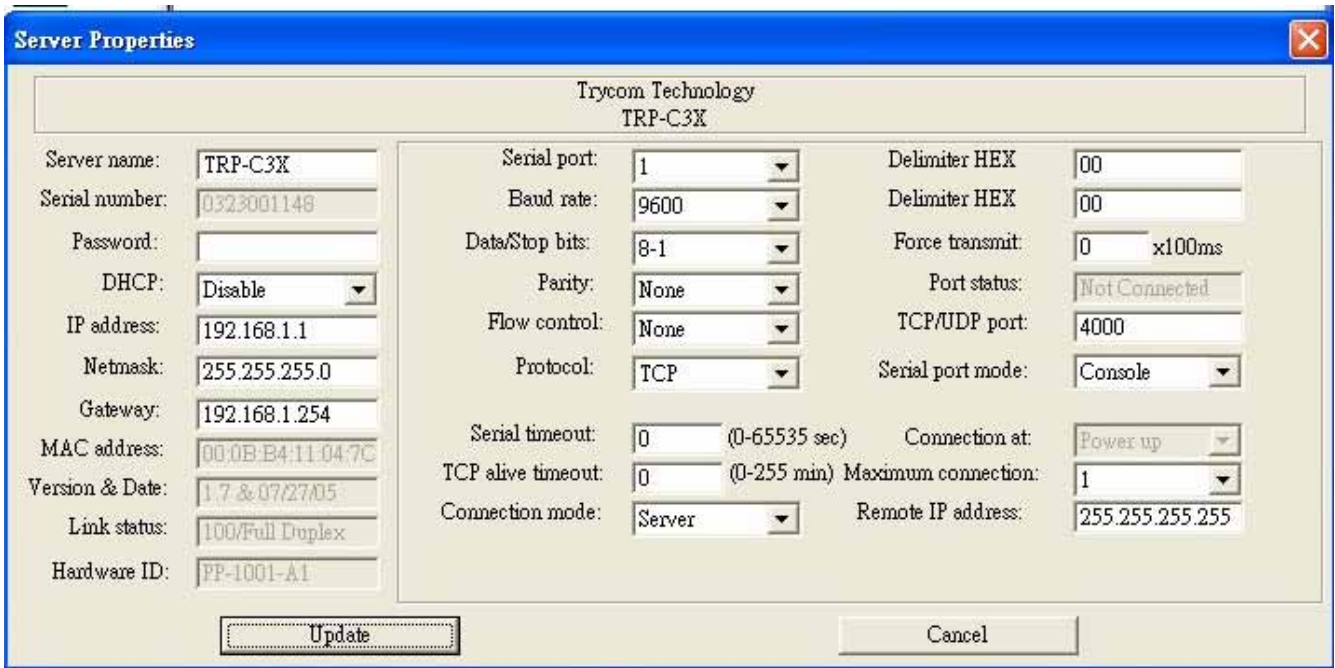 Server Properties
Trycom Technology
TRP-C3X
Server name: TRP-C3X
Serial number: 0323001148
Password:
DHCP: Disable
IP address: 192.168.1.1
Netmask: 255.255.255.0
Gateway: 192.168.1.254
MAC address: 00:0B:B4:11:04:7C
Version & Date: 1.7 & 07/27/05
Link status: 100/Full Duplex
Hardware ID: PP-1001-A1
Serial port: 1
Baud rate: 9600
Data/Stop bits: 8-1
Parity: None
Flow control: None
Protocol: TCP
Serial timeout: 0 (0-65535 sec)
TCP alive timeout: 0 (0-255 min)
Connection mode: Server
Delimiter HEX 00
Delimiter HEX 00
Force transmit: 0 x100ms
Port status: Not Connected
TCP/UDP port: 4000
Serial port mode: Console
Connection at: Power up
Maximum connection: 1
Remote IP address: 255.255.255.255
Update
Cancel